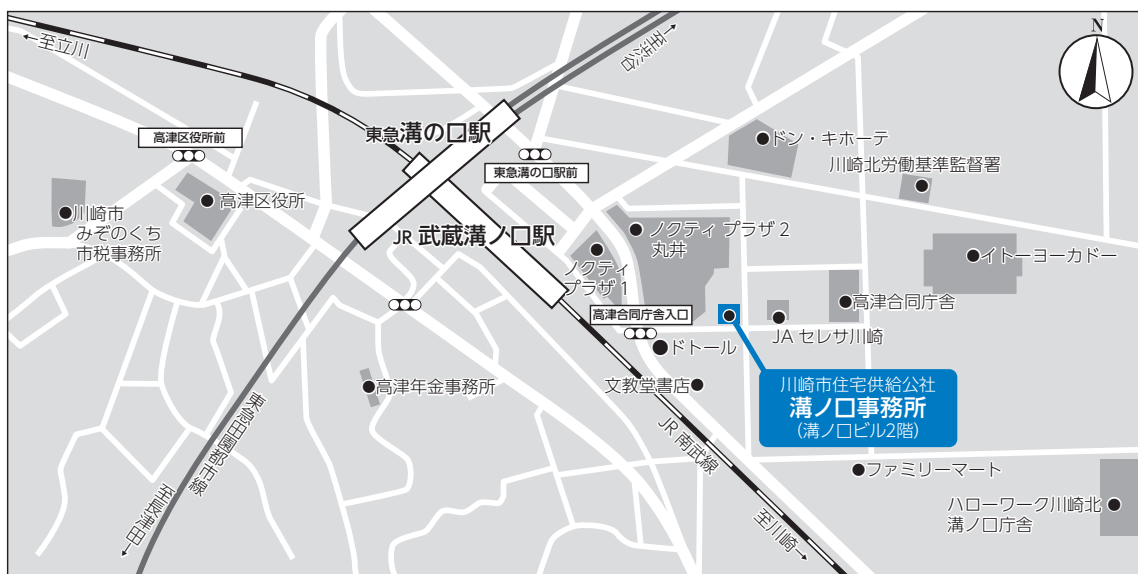 N
←至立川
至渋谷→
高津区役所前
東急溝の口駅
東急溝の口駅前
ドン・キホーテ
川崎北労働基準監督署
川崎市
みぞのくち
市税事務所
高津区役所
JR 武蔵溝ノ口駅
ノクティ プラザ 2
丸井
ノクティ
プラザ 1
イトーヨーカドー
高津合同庁舎
高津合同庁舎入口
JA セレサ川崎
ドトール
高津年金事務所
文教堂書店
川崎市住宅供給公社
溝ノ口事務所
(溝ノ口ビル2階)
東急田園都市線
JR 南武線
ファミリーマート
ハローワーク川崎北
溝ノ口庁舎
←至長津田
至川崎→